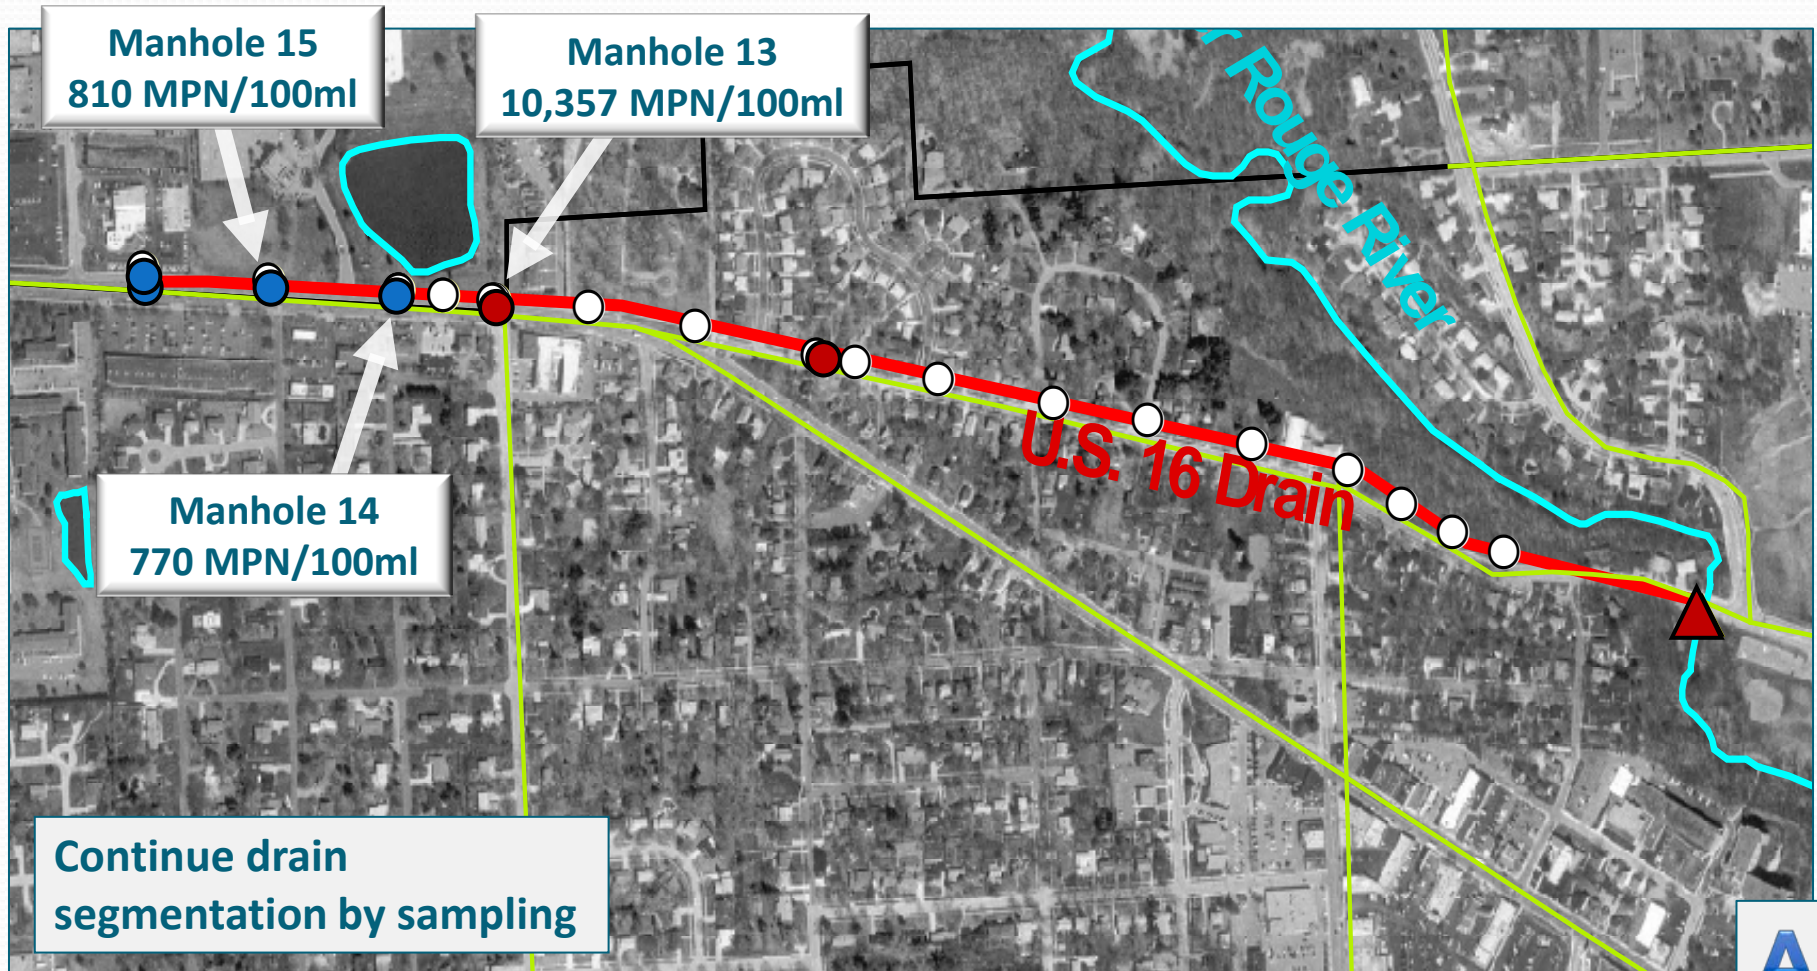 Manhole 15
810 MPN/100ml
Manhole 13
10,357 MPN/100ml
Rouge River
Manhole 14
770 MPN/100ml
U.S. 16 Drain
Continue drain
segmentation by sampling